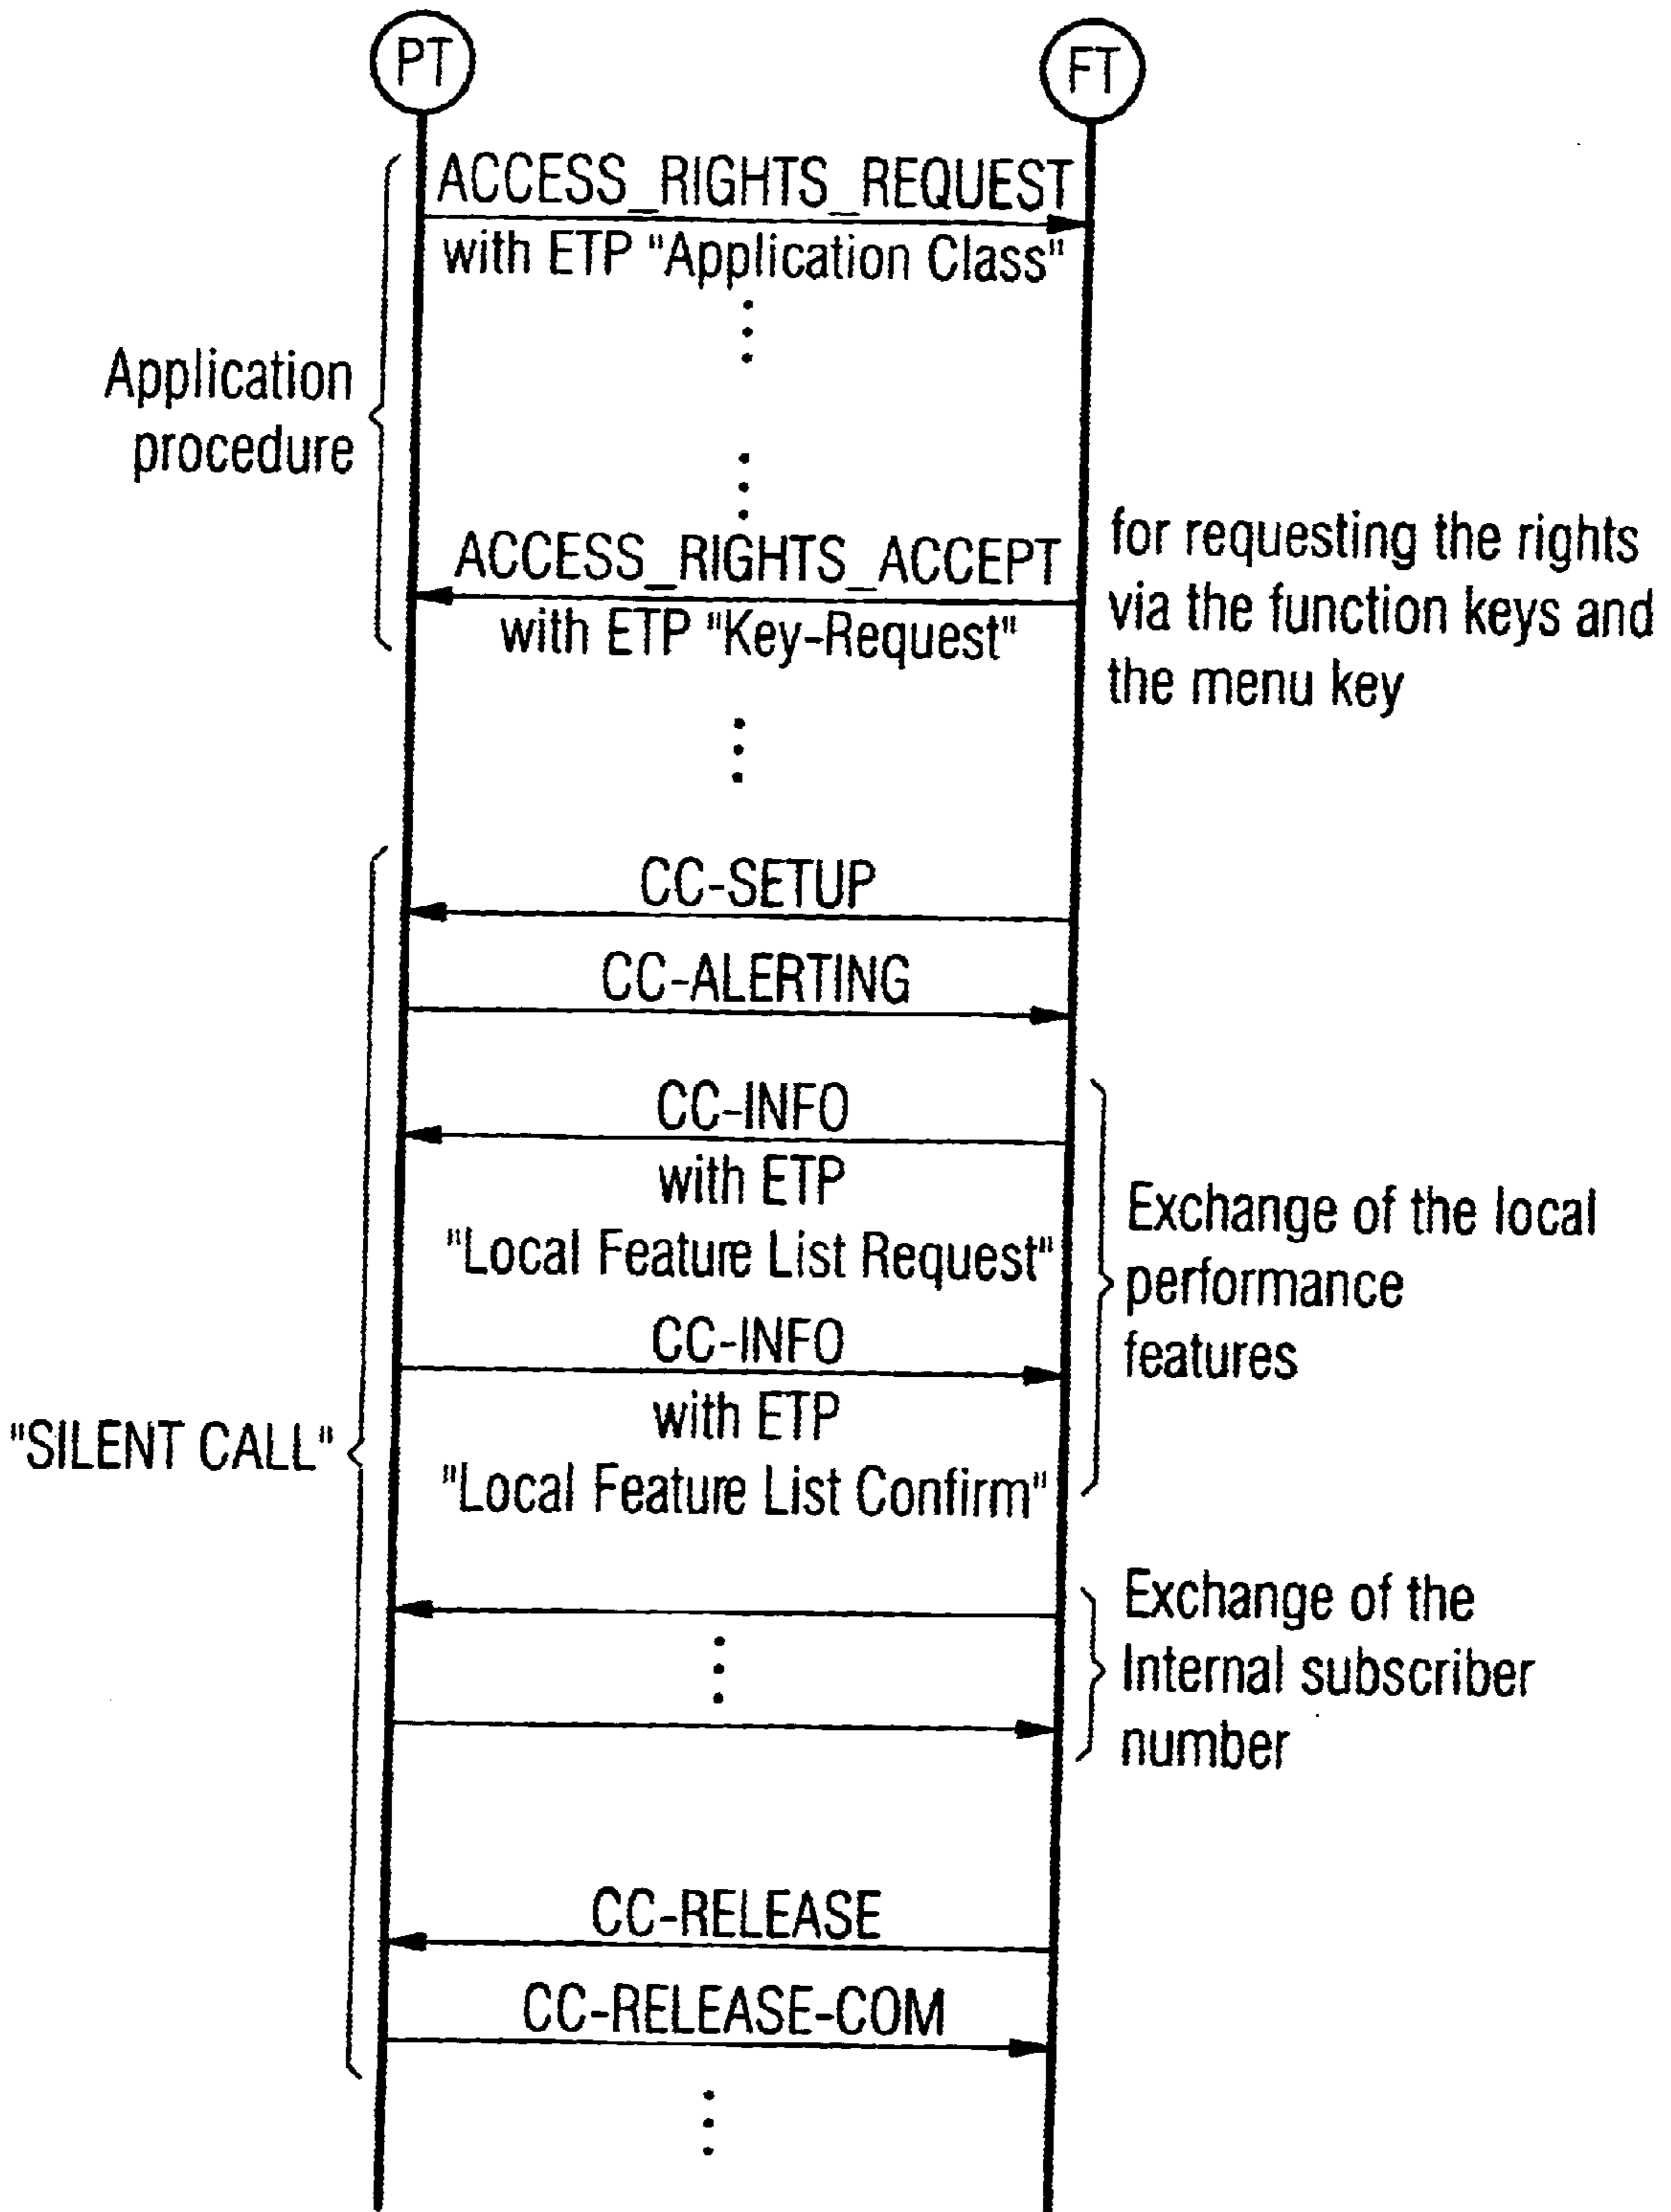 PT
FT
ACCESS_RIGHTS_REQUEST
with ETP "Application Class"
Application
procedure
ACCESS_RIGHTS_ACCEPT
with ETP "Key-Request"
for requesting the rights
via the function keys and
the menu key
CC-SETUP
CC-ALERTING
CC-INFO
with ETP
"Local Feature List Request"
CC-INFO
with ETP
"Local Feature List Confirm"
Exchange of the local
performance
features
"SILENT CALL"
Exchange of the
Internal subscriber
number
CC-RELEASE
CC-RELEASE-COM